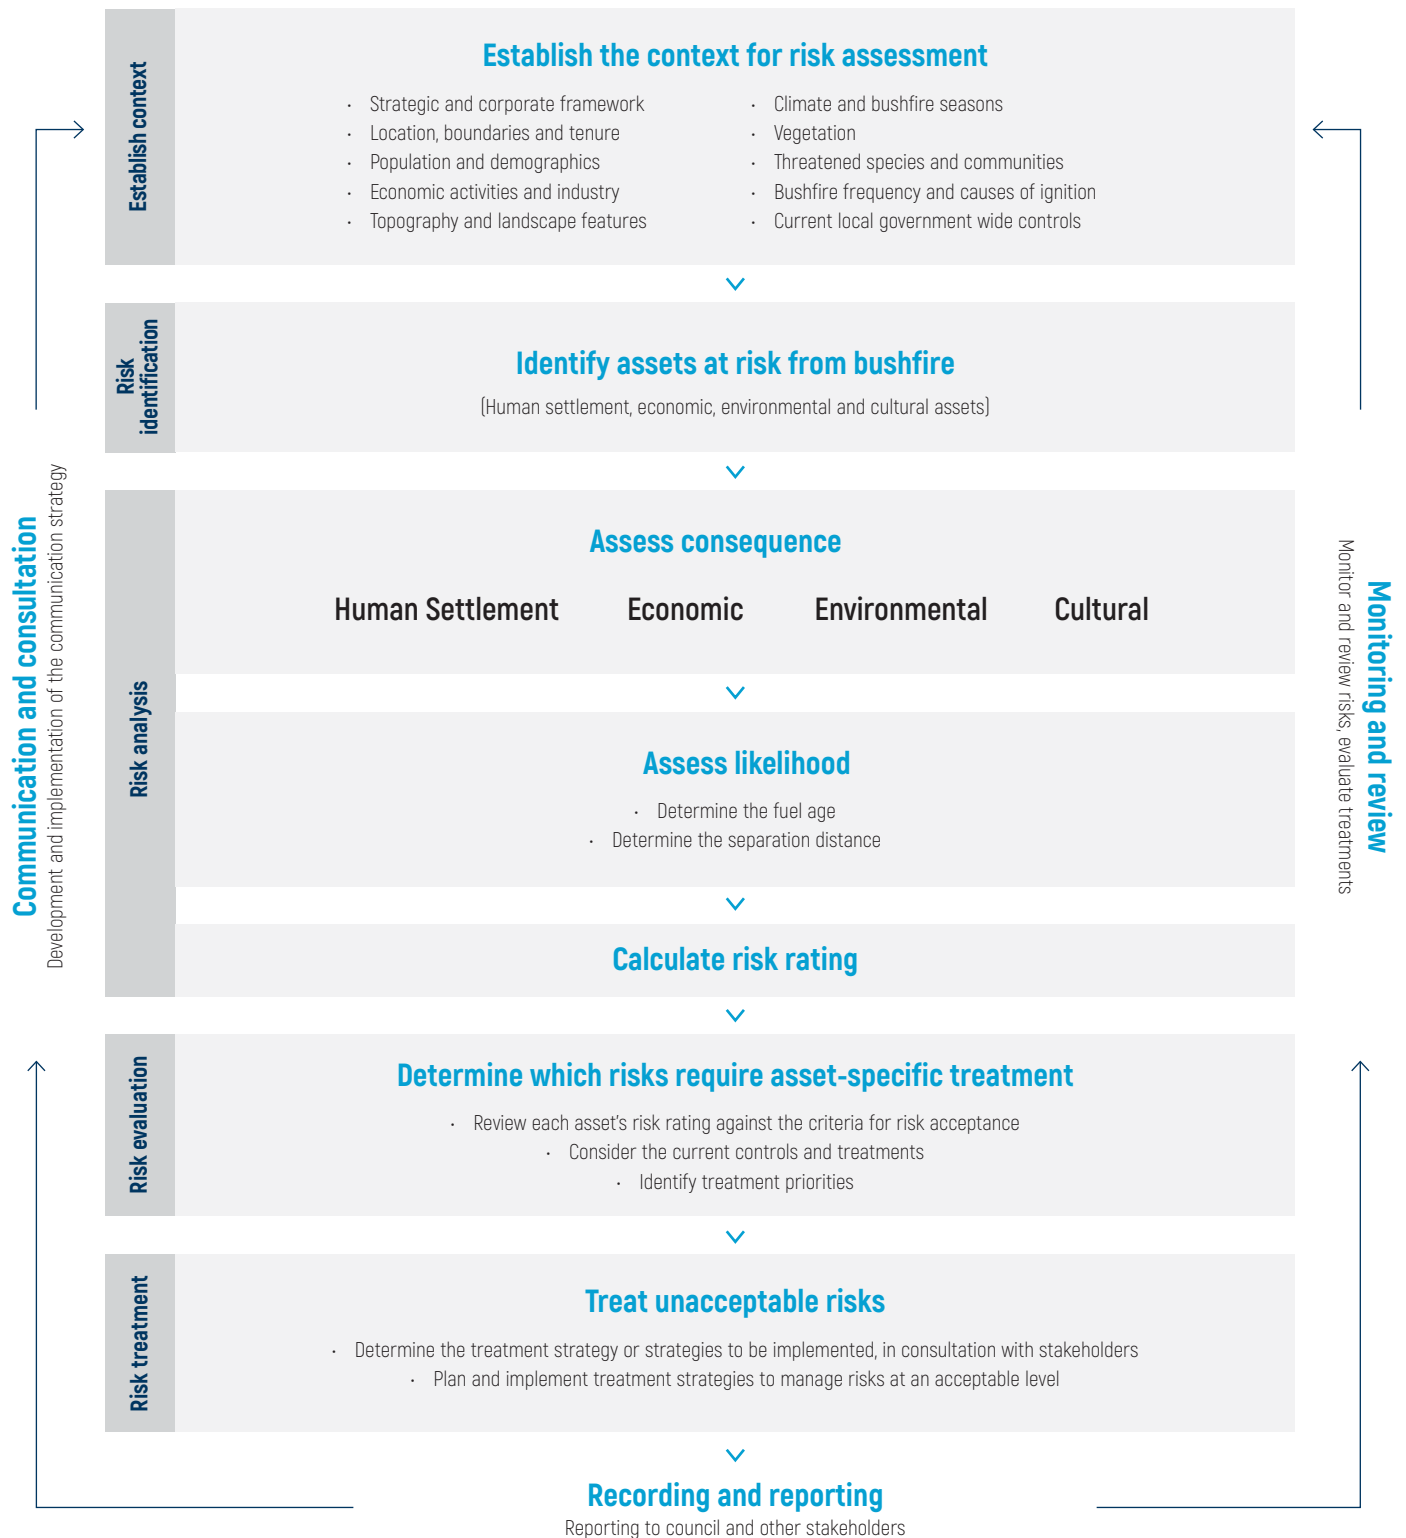 Establish context
Establish the context for risk assessment
· Strategic and corporate framework
· Location, boundaries and tenure
· Population and demographics
· Economic activities and industry
· Topography and landscape features
· Climate and bushfire seasons
· Vegetation
· Threatened species and communities
· Bushfire frequency and causes of ignition
· Current local government wide controls
Risk
identification
Identify assets at risk from bushfire
(Human settlement, economic, environmental and cultural assets)
Communication and consultation
Development and implementation of the communication strategy
Risk analysis
Assess consequence
Human Settlement Economic Environmental Cultural
Assess likelihood
· Determine the fuel age
· Determine the separation distance
Calculate risk rating
Monitoring and review
Monitor and review risks, evaluate treatments
Risk evaluation
Determine which risks require asset-specific treatment
· Review each asset's risk rating against the criteria for risk acceptance
· Consider the current controls and treatments
· Identify treatment priorities
Risk treatment
Treat unacceptable risks
· Determine the treatment strategy or strategies to be implemented, in consultation with stakeholders
· Plan and implement treatment strategies to manage risks at an acceptable level
Recording and reporting
Reporting to council and other stakeholders